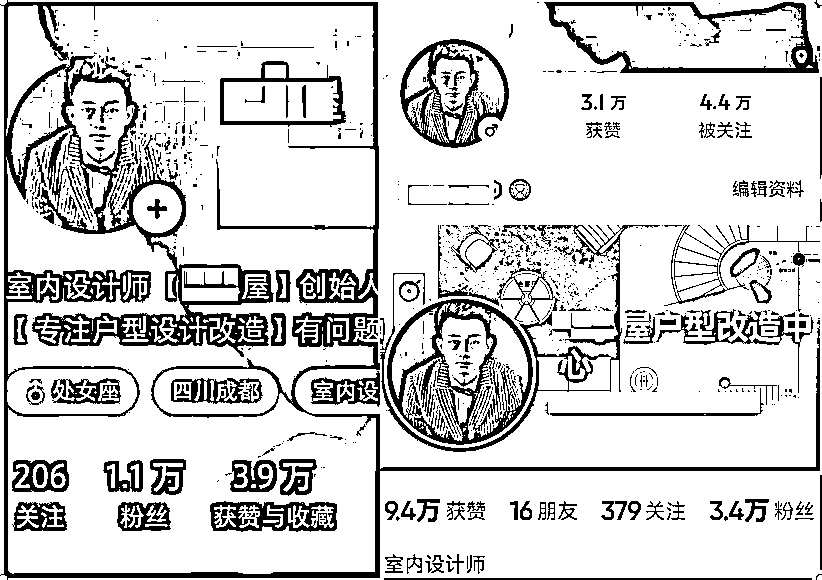 室内设计师【 屋】创始人
【专注户型设计改造】有问题
处女座
四川成都
室内设
206 1.1万 3.9万
关注 粉丝 获赞与收藏
3.1万 4.4万
获赞 被关注
编辑资料
屋户型改造中
心
9.4万 获赞 16 朋友 379 关注 3.4万 粉丝
室内设计师